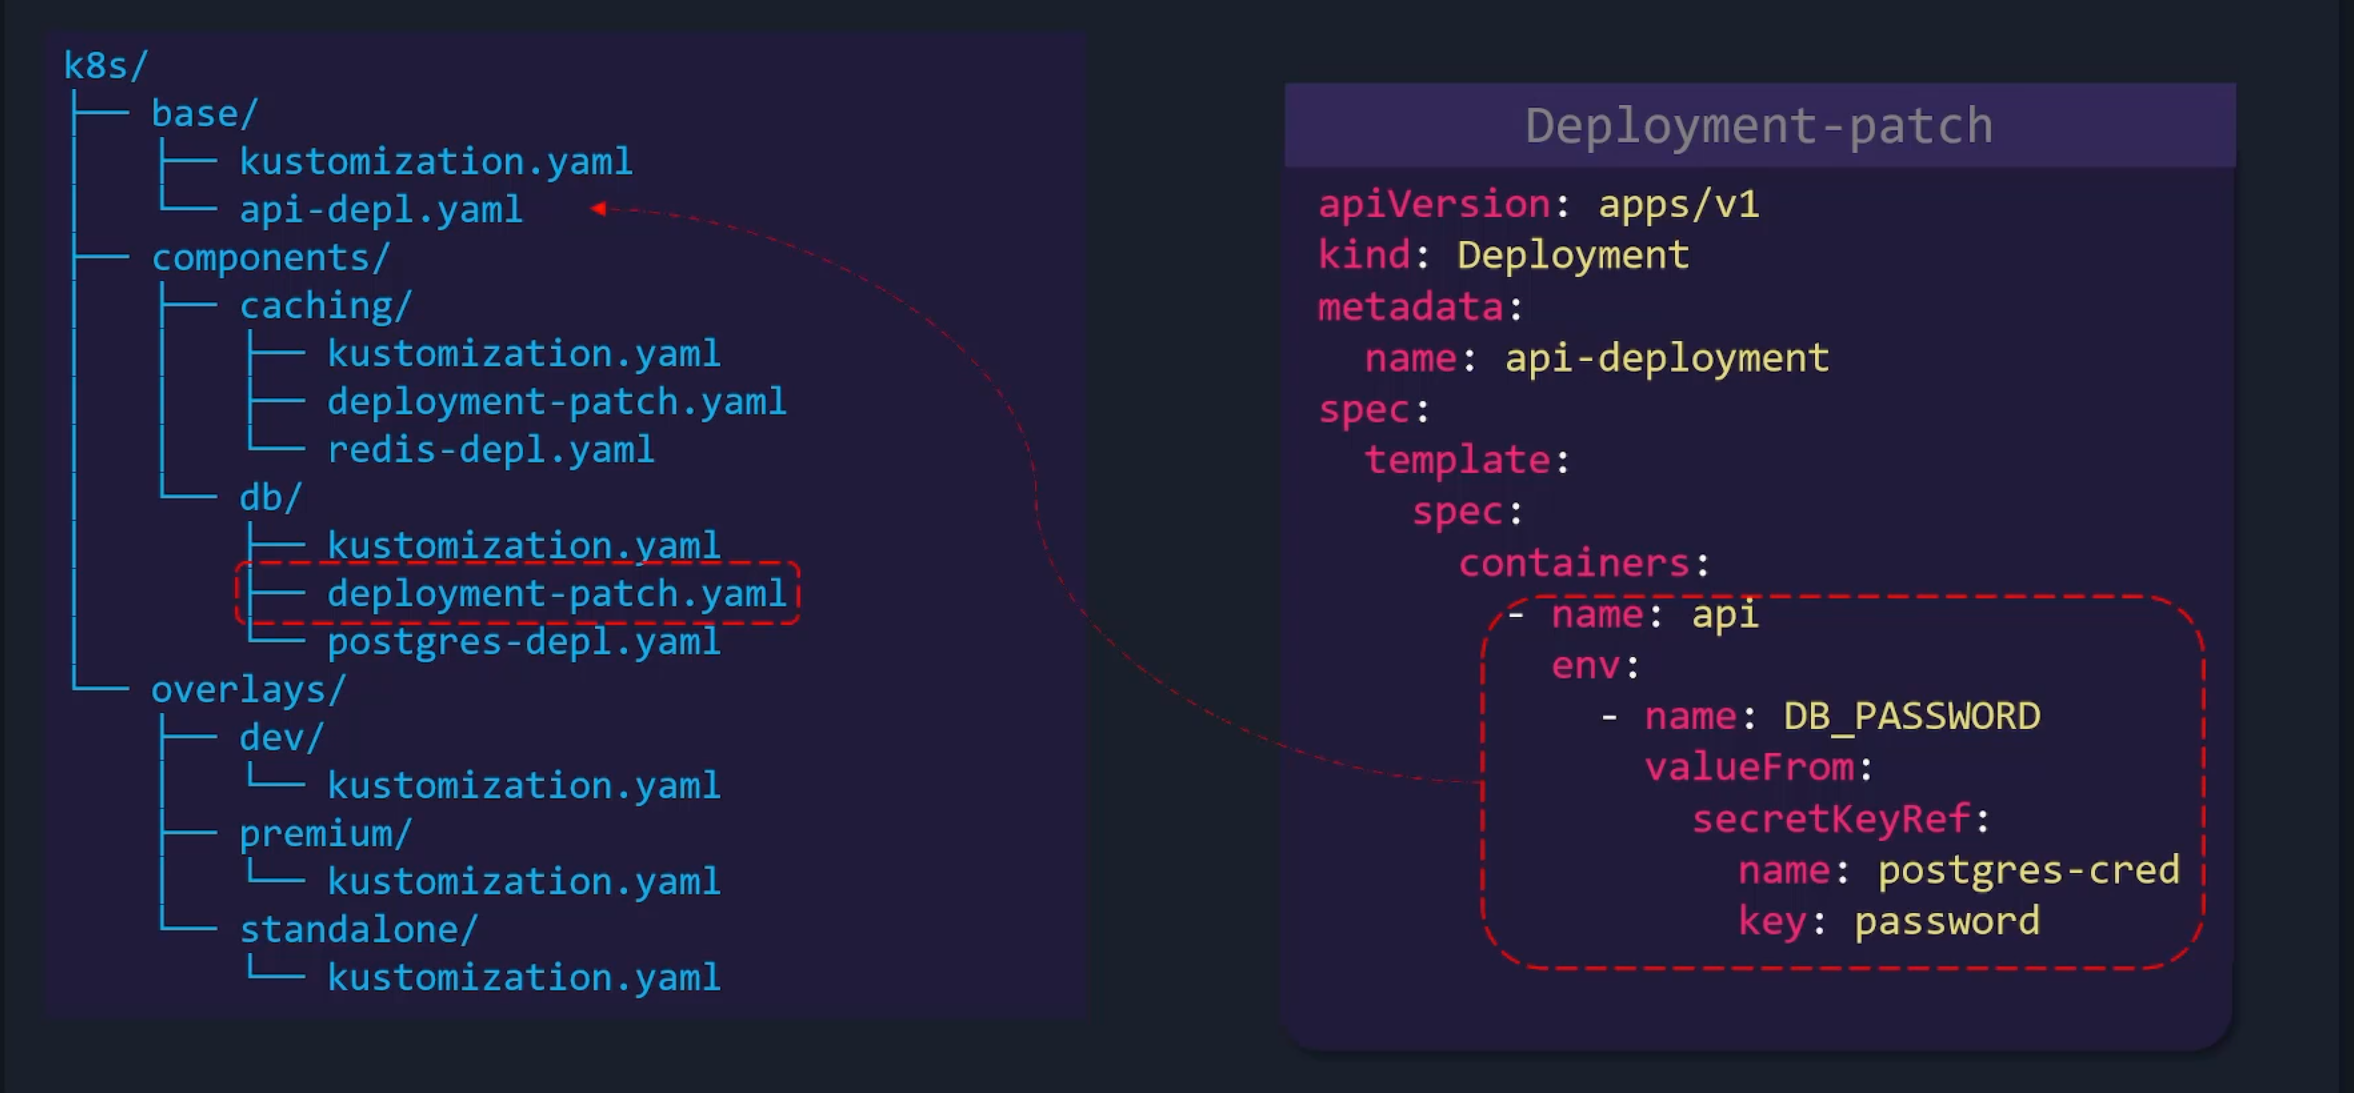 k8s/
├── base/
│   ├── kustomization.yaml
│   └── api-depl.yaml
├── components/
│   ├── caching/
│   │   ├── kustomization.yaml
│   │   ├── deployment-patch.yaml
│   │   └── redis-depl.yaml
│   └── db/
│       ├── kustomization.yaml
│       ├── deployment-patch.yaml
│       └── postgres-depl.yaml
└── overlays/
    ├── dev/
    │   └── kustomization.yaml
    ├── premium/
    │   └── kustomization.yaml
    └── standalone/
        └── kustomization.yaml
Deployment-patch
apiVersion: apps/v1
kind: Deployment
metadata:
  name: api-deployment
spec:
  template:
    spec:
      containers:
        - name: api
          env:
            - name: DB_PASSWORD
              valueFrom:
                secretKeyRef:
                  name: postgres-cred
                  key: password